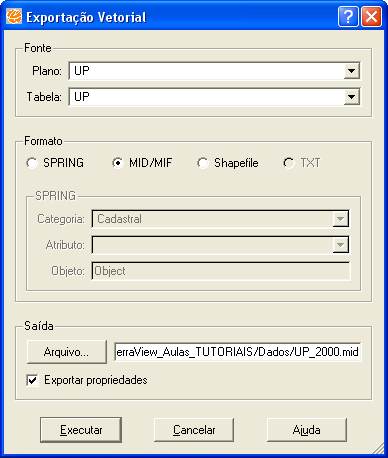 Exportação Vetorial
Fonte
Plano: UP
Tabela: UP
Formato
SPRING MID/MIF Shapefile TXT
SPRING
Categoria: Cadastral
Atributo:
Objeto: Object
Saída
Arquivo... erraView_Aulas_TUTORIAIS/Dados/UP_2000.mid
Exportar propriedades
Executar Cancelar Ajuda